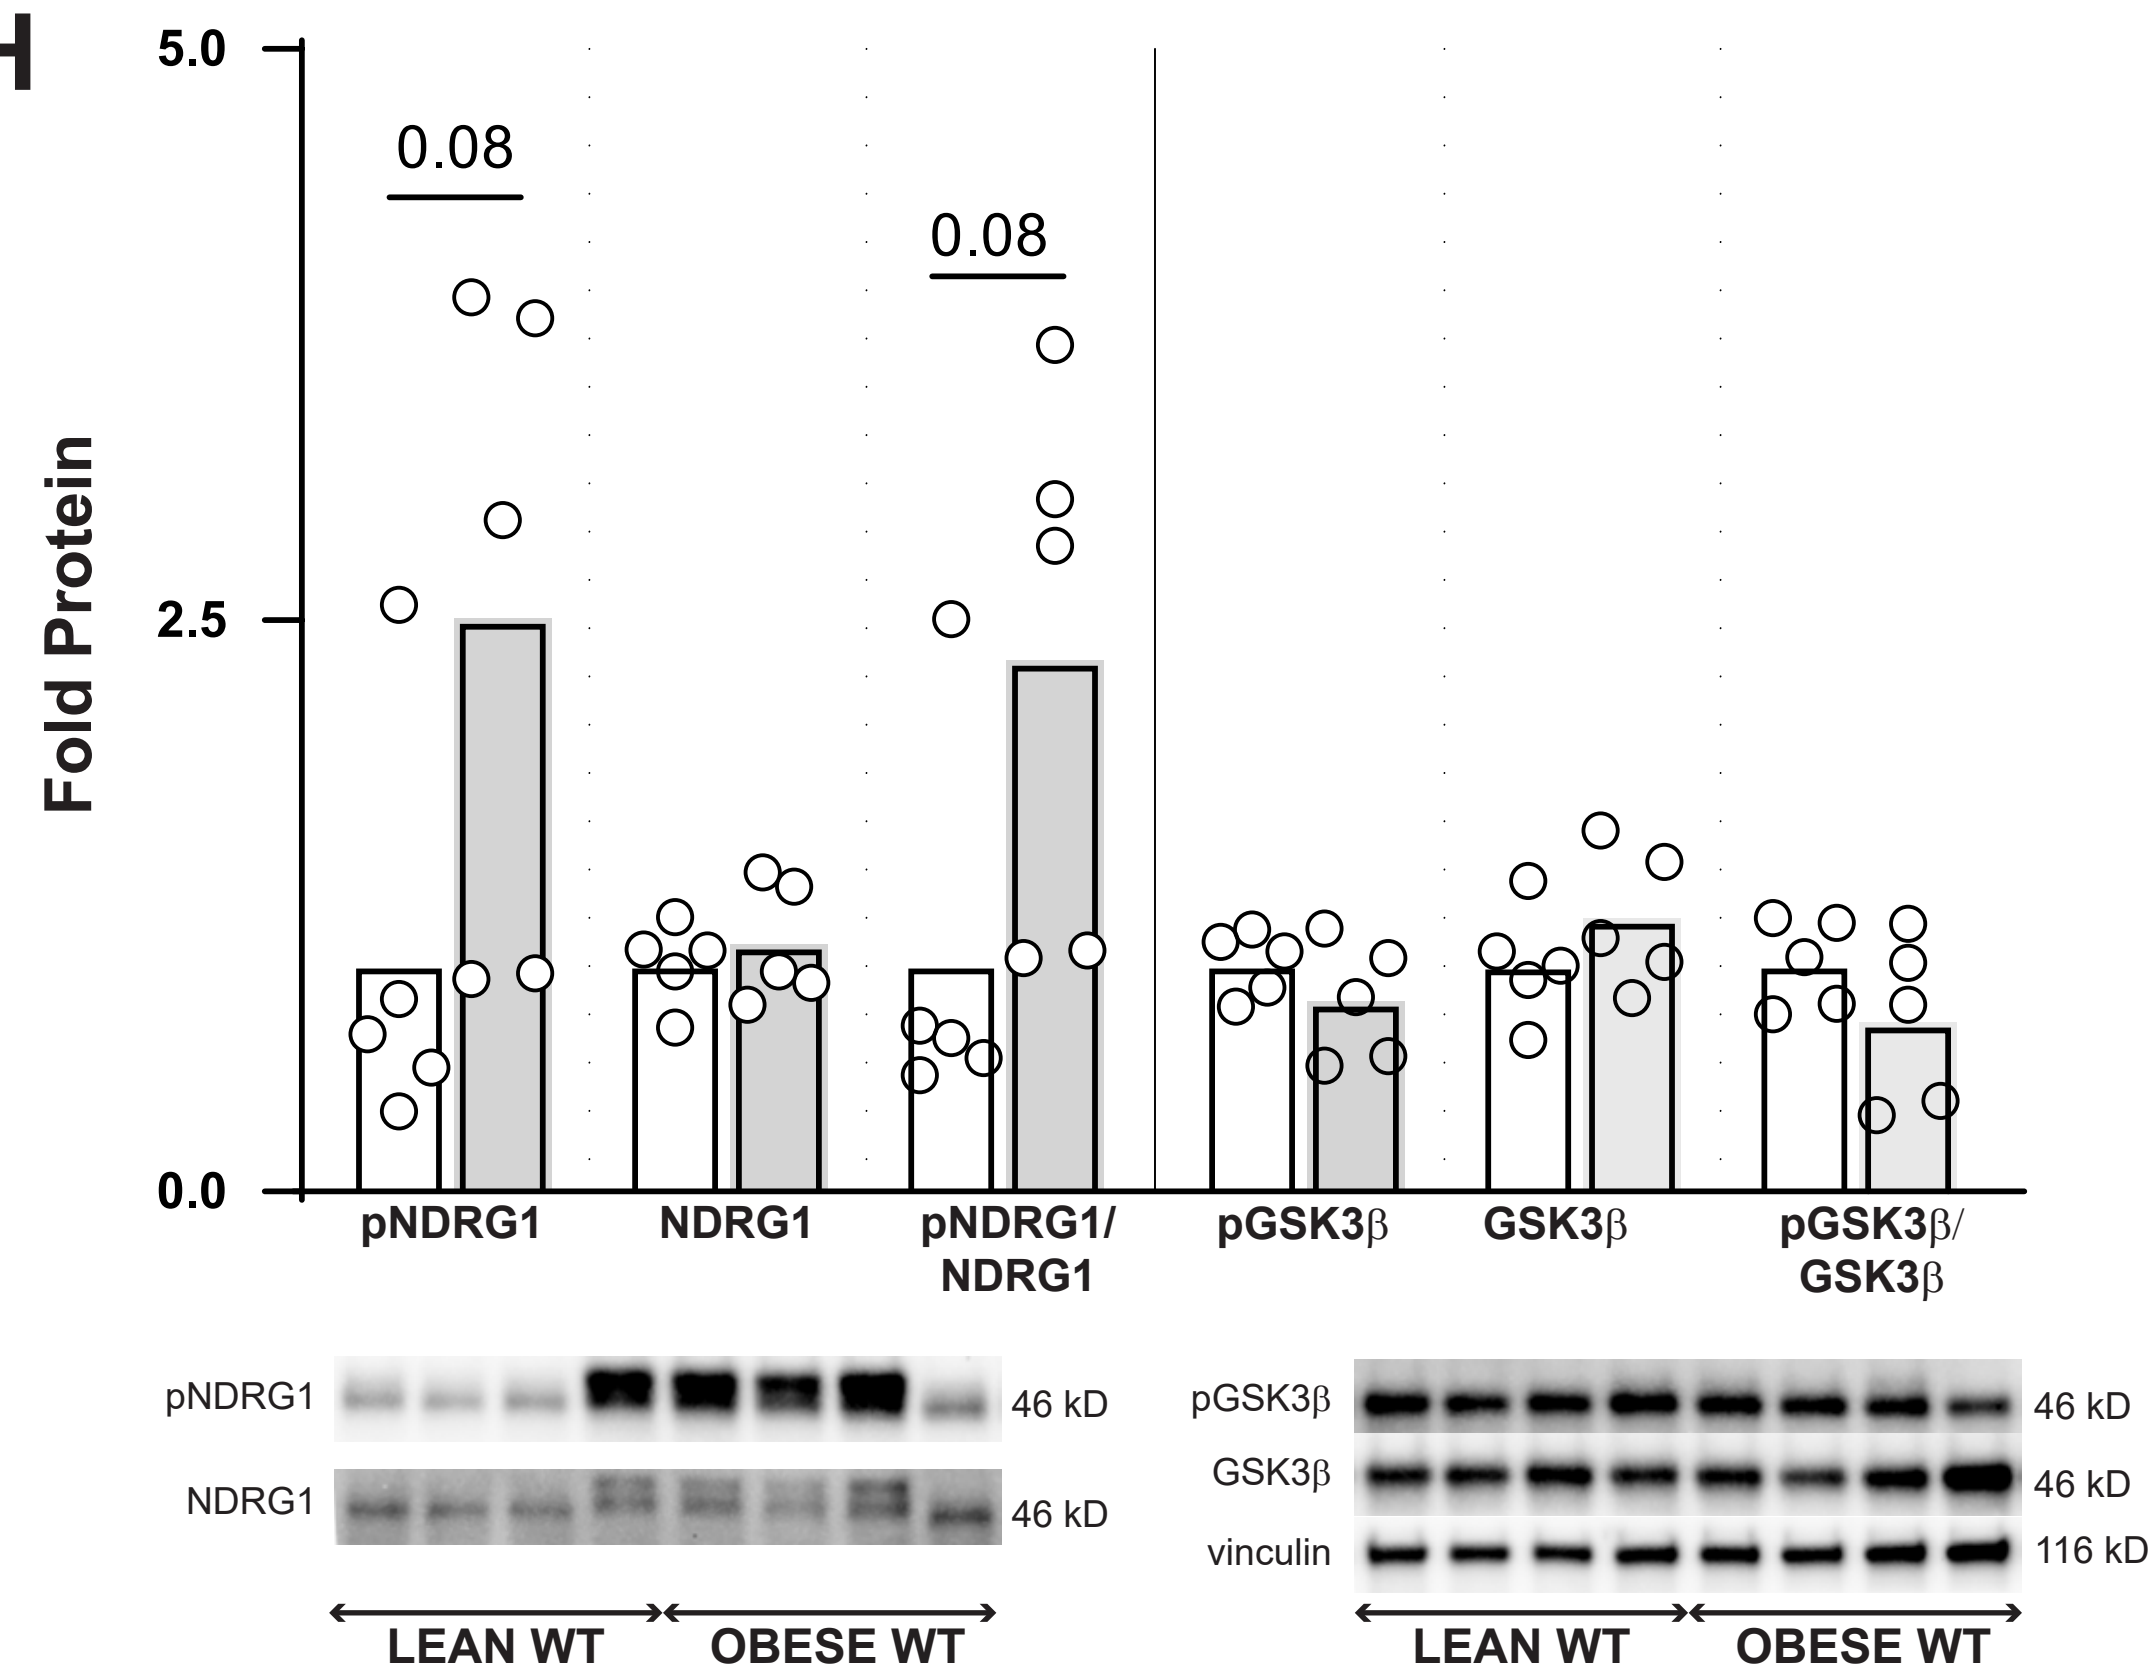 H
5.0
0.08
0.08
Fold Protein
2.5
0.0
pNDRG1 NDRG1 pNDRG1/ pGSK3β GSK3β pGSK3β/
NDRG1 GSK3β
pNDRG1 46 kD pGSK3β 46 kD
GSK3β 46 kD
NDRG1 46 kD
vinculin 116 kD
LEAN WT OBESE WT LEAN WT OBESE WT